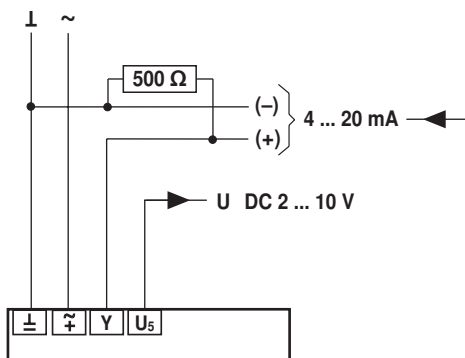 ⊥ ~
500 Ω
(–)
4 ... 20 mA
(+)
U DC 2 ... 10 V
⊥ ~+ Y U5